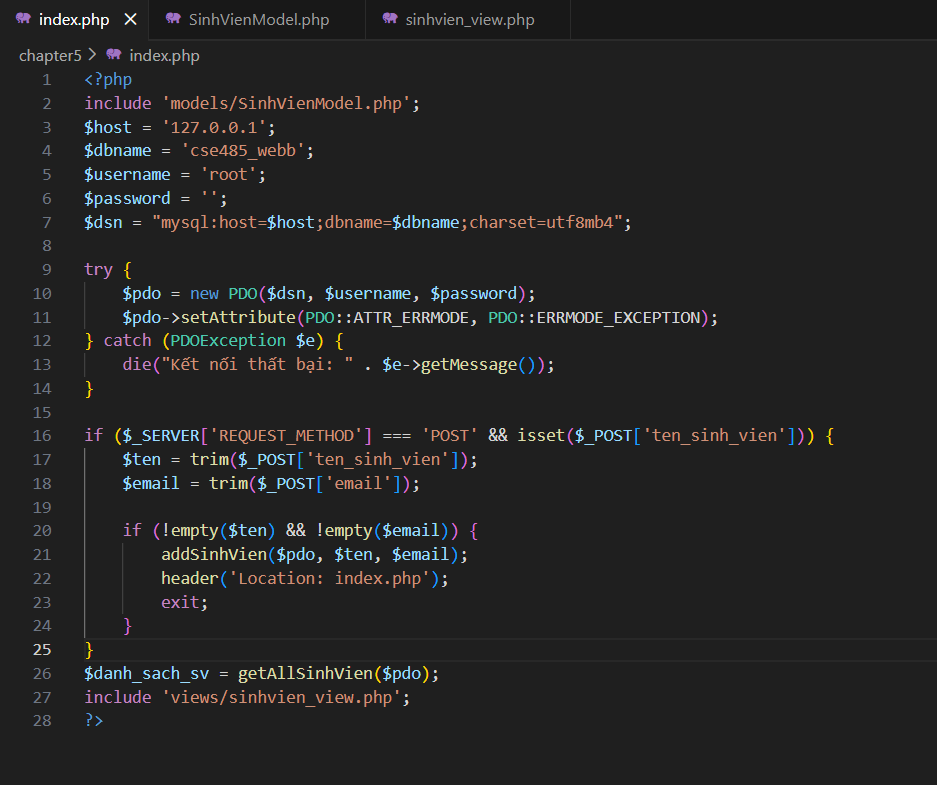 index.php SinhVienModel.php sinhvien_view.php
chapter5 > index.php
1 <?php
2 include 'models/SinhVienModel.php';
3 $host = '127.0.0.1';
4 $dbname = 'cse485_webb';
5 $username = 'root';
6 $password = '';
7 $dsn = "mysql:host=$host;dbname=$dbname;charset=utf8mb4";
8
9 try {
10     $pdo = new PDO($dsn, $username, $password);
11     $pdo->setAttribute(PDO::ATTR_ERRMODE, PDO::ERRMODE_EXCEPTION);
12 } catch (PDOException $e) {
13     die("Kết nối thất bại: " . $e->getMessage());
14 }
15
16 if ($_SERVER['REQUEST_METHOD'] === 'POST' && isset($_POST['ten_sinh_vien'])) {
17     $ten = trim($_POST['ten_sinh_vien']);
18     $email = trim($_POST['email']);
19
20     if (!empty($ten) && !empty($email)) {
21         addSinhVien($pdo, $ten, $email);
22         header('Location: index.php');
23         exit;
24     }
25 }
26 $danh_sach_sv = getAllSinhVien($pdo);
27 include 'views/sinhvien_view.php';
28 ?>